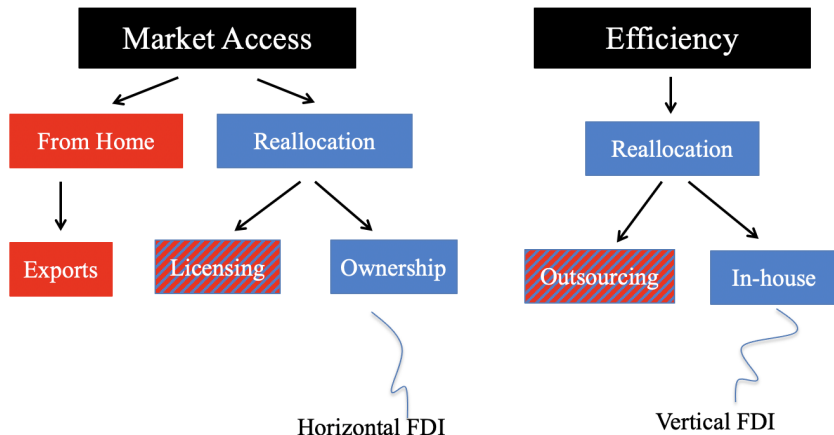 Market Access
Efficiency
From Home
Reallocation
Reallocation
Exports
Licensing
Ownership
Outsourcing
In-house
Horizontal FDI
Vertical FDI